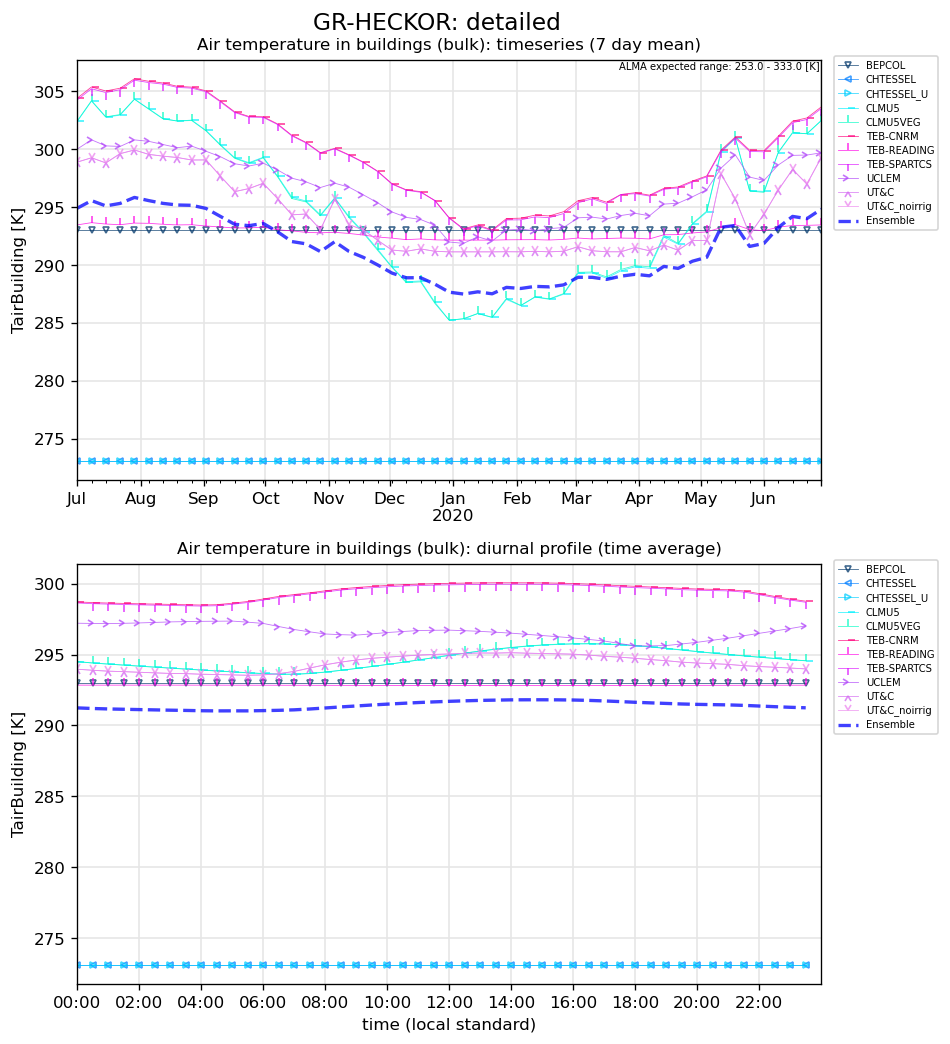 GR-HECKOR: detailed
Air temperature in buildings (bulk): timeseries (7 day mean)
ALMA expected range: 253.0 - 333.0 [K]
TairBuilding [K]
305
300
295
290
285
280
275
Jul Aug Sep Oct Nov Dec Jan Feb Mar Apr May Jun
2020
BEPCOL
CHTESSEL
CHTESSEL_U
CLMU5
CLMU5VEG
TEB-CNRM
TEB-READING
TEB-SPARTCS
UCLEM
UT&C
UT&C_noirrig
Ensemble
Air temperature in buildings (bulk): diurnal profile (time average)
TairBuilding [K]
300
295
290
285
280
275
00:00 02:00 04:00 06:00 08:00 10:00 12:00 14:00 16:00 18:00 20:00 22:00
time (local standard)
BEPCOL
CHTESSEL
CHTESSEL_U
CLMU5
CLMU5VEG
TEB-CNRM
TEB-READING
TEB-SPARTCS
UCLEM
UT&C
UT&C_noirrig
Ensemble